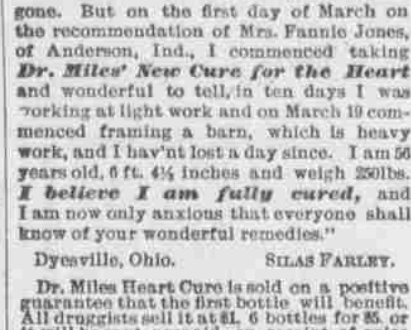 gone. But on the first day of March on
the recommendation of Mrs. Fannie Jones,
of Anderson, Ind., I commenced taking
Dr. Miles' New Cure for the Heart
and wonderful to tell, in ten days I was
working at light work and on March 19 com-
menced framing a barn, which is heavy
work, and I hav'nt lost a day since. I am 56
years old, 6 ft. 4½ inches and weigh 250lbs.
I believe I am fully cured, and
I am now only anxious that everyone shall
know of your wonderful remedies."
Dyesville, Ohio. SILAS FARLEY.
Dr. Miles Heart Cure is sold on a positive
guarantee that the first bottle will benefit.
All druggists sell it at $1, 6 bottles for $5, or